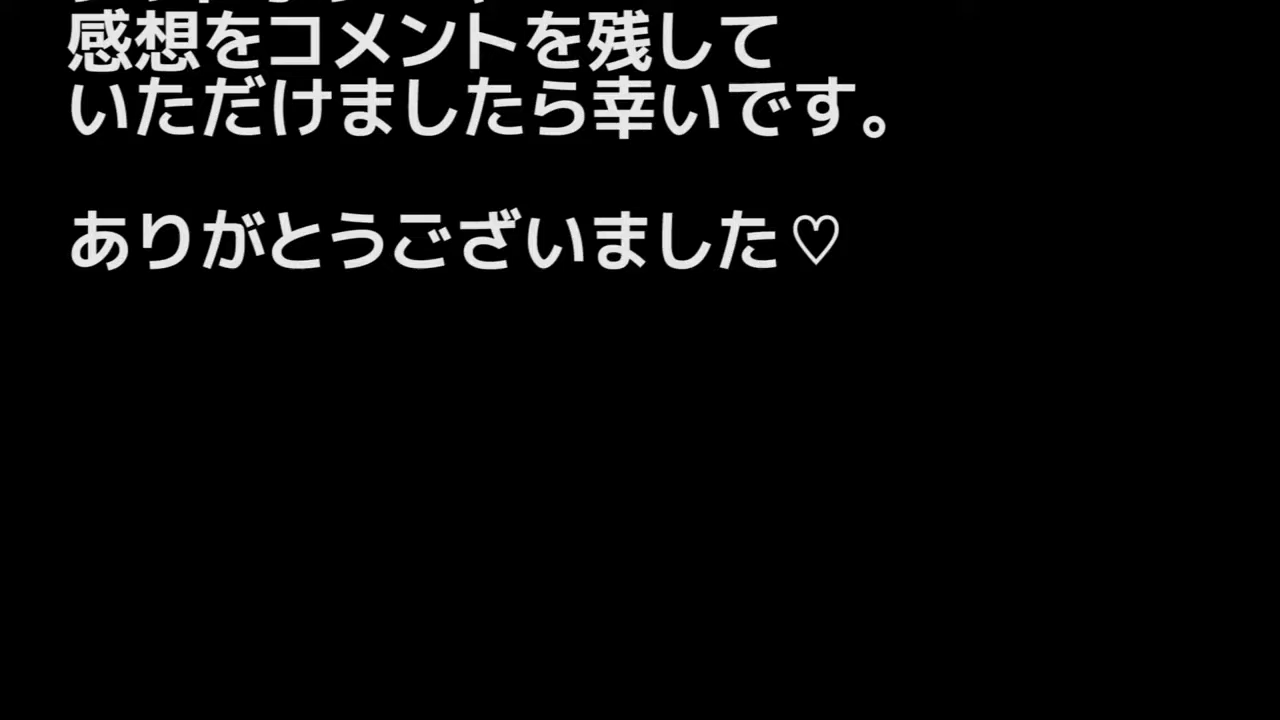 感想をコメントを残して
いただけましたら幸いです。
ありがとうございました♡